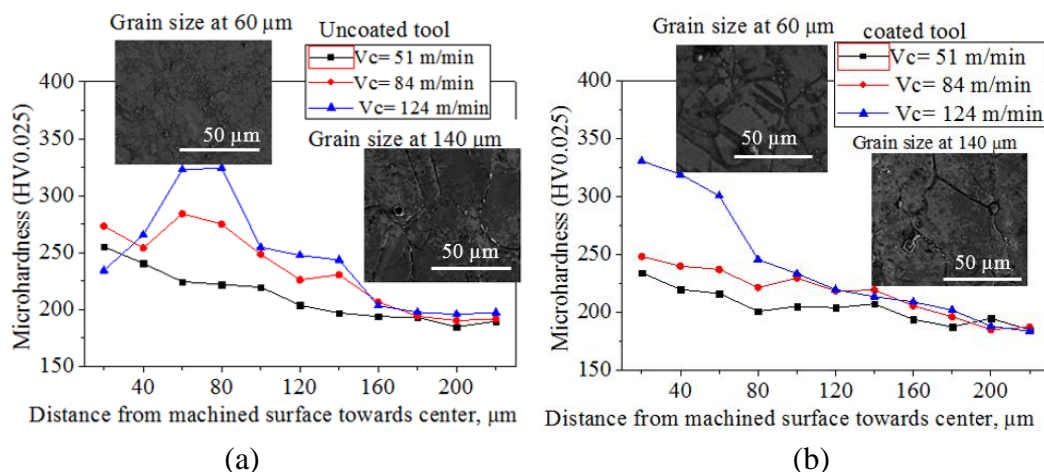 (a)
Grain size at 60 µm
Uncoated tool
Vc= 51 m/min
Vc= 84 m/min
Vc= 124 m/min
50 µm
Grain size at 140 µm
50 µm
Microhardness (HV0.025)
400
350
300
250
200
150
40 80 120 160 200
Distance from machined surface towards center, µm
(a)
(b)
Grain size at 60 µm
coated tool
Vc= 51 m/min
Vc= 84 m/min
Vc= 124 m/min
50 µm
Grain size at 140 µm
50 µm
Microhardness (HV0.025)
400
350
300
250
200
150
40 80 120 160 200
Distance from machined surface towards center, µm
(b)